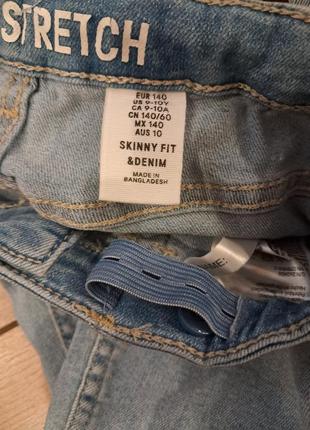 STRETCH
EUR 140
US 9-10Y
CA 9-10A
CN 140/60
MX 140
AUS 10
SKINNY FIT
&DENIM
MADE IN
BANGLADESH
ME: